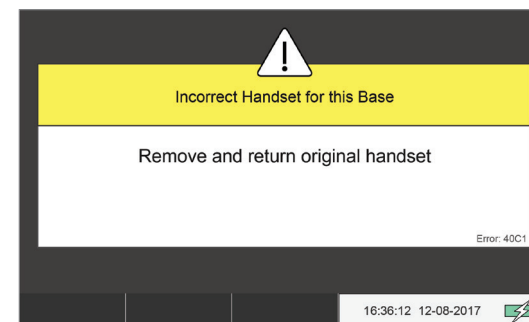 Incorrect Handset for this Base
Remove and return original handset
Error: 40C1
16:36:12 12-08-2017